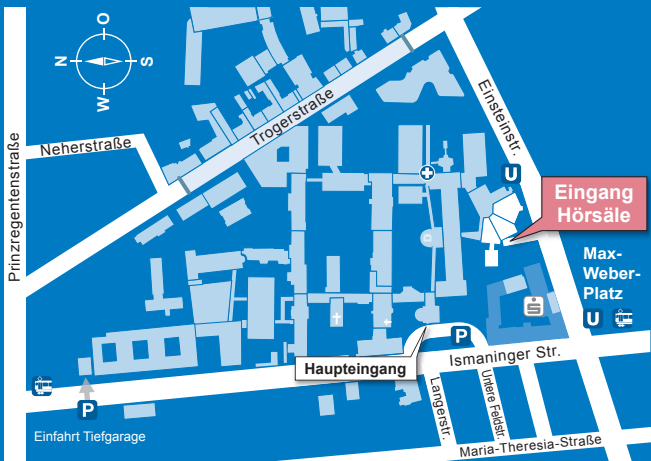 O
N
S
W
Prinzregentenstraße
Neherstraße
Trogerstraße
Einsteinstr.
U
Eingang
Hörsäle
Max-
Weber-
Platz
U
S
P
Haupteingang
Ismaninger Str.
Langerstr.
Untere Feldstr.
Maria-Theresia-Straße
P
Einfahrt Tiefgarage